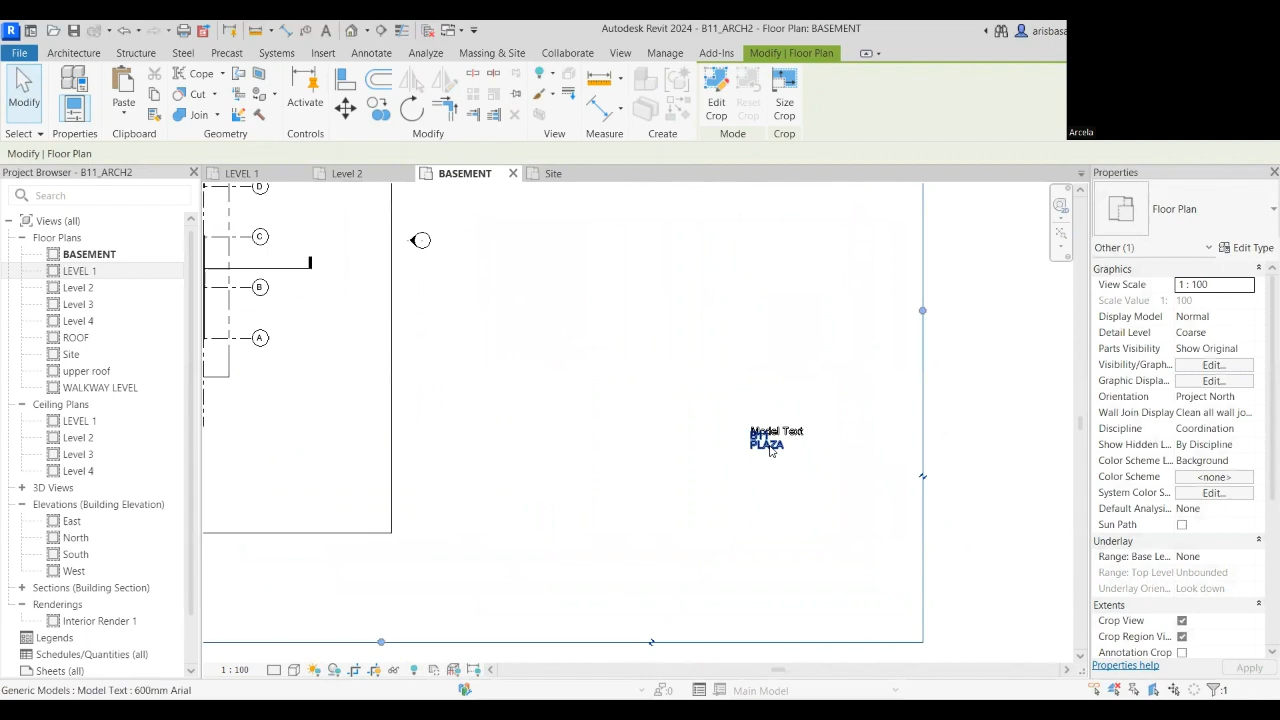 Autodesk Revit 2024 - B11_ARCH2 - Floor Plan: BASEMENT
arisbasa
File
Architecture
Structure
Steel
Precast
Systems
Insert
Annotate
Analyze
Massing & Site
Collaborate
View
Manage
Add-Ins
Modify | Floor Plan
Modify
Properties
Paste
Cope
Cut
Join
Activate
Edit Crop
Reset Crop
Size Crop
Select
Properties
Clipboard
Geometry
Controls
Modify
View
Measure
Create
Mode
Crop
Arcela
Modify | Floor Plan
Project Browser - B11_ARCH2
LEVEL 1
Level 2
BASEMENT
Site
Properties
Search
Views (all)
Floor Plans
BASEMENT
LEVEL 1
Level 2
Level 3
Level 4
ROOF
Site
upper roof
WALKWAY LEVEL
Ceiling Plans
LEVEL 1
Level 2
Level 3
Level 4
3D Views
Elevations (Building Elevation)
East
North
South
West
Sections (Building Section)
Renderings
Interior Render 1
Legends
Schedules/Quantities (all)
Sheets (all)
D
C
B
A
Model Text
B11
PLAZA
Floor Plan
Other (1)
Edit Type
Graphics
View Scale 1 : 100
Scale Value 1: 100
Display Model Normal
Detail Level Coarse
Parts Visibility Show Original
Visibility/Graph... Edit...
Graphic Displa... Edit...
Orientation Project North
Wall Join Display Clean all wall jo...
Discipline Coordination
Show Hidden L... By Discipline
Color Scheme L... Background
Color Scheme <none>
System Color S... Edit...
Default Analysi... None
Sun Path
Underlay
Range: Base Le... None
Range: Top Level Unbounded
Underlay Orien... Look down
Extents
Crop View
Crop Region Vi...
Annotation Crop
Properties help
Apply
1 : 100
Generic Models : Model Text : 600mm Arial
:0
Main Model
:1